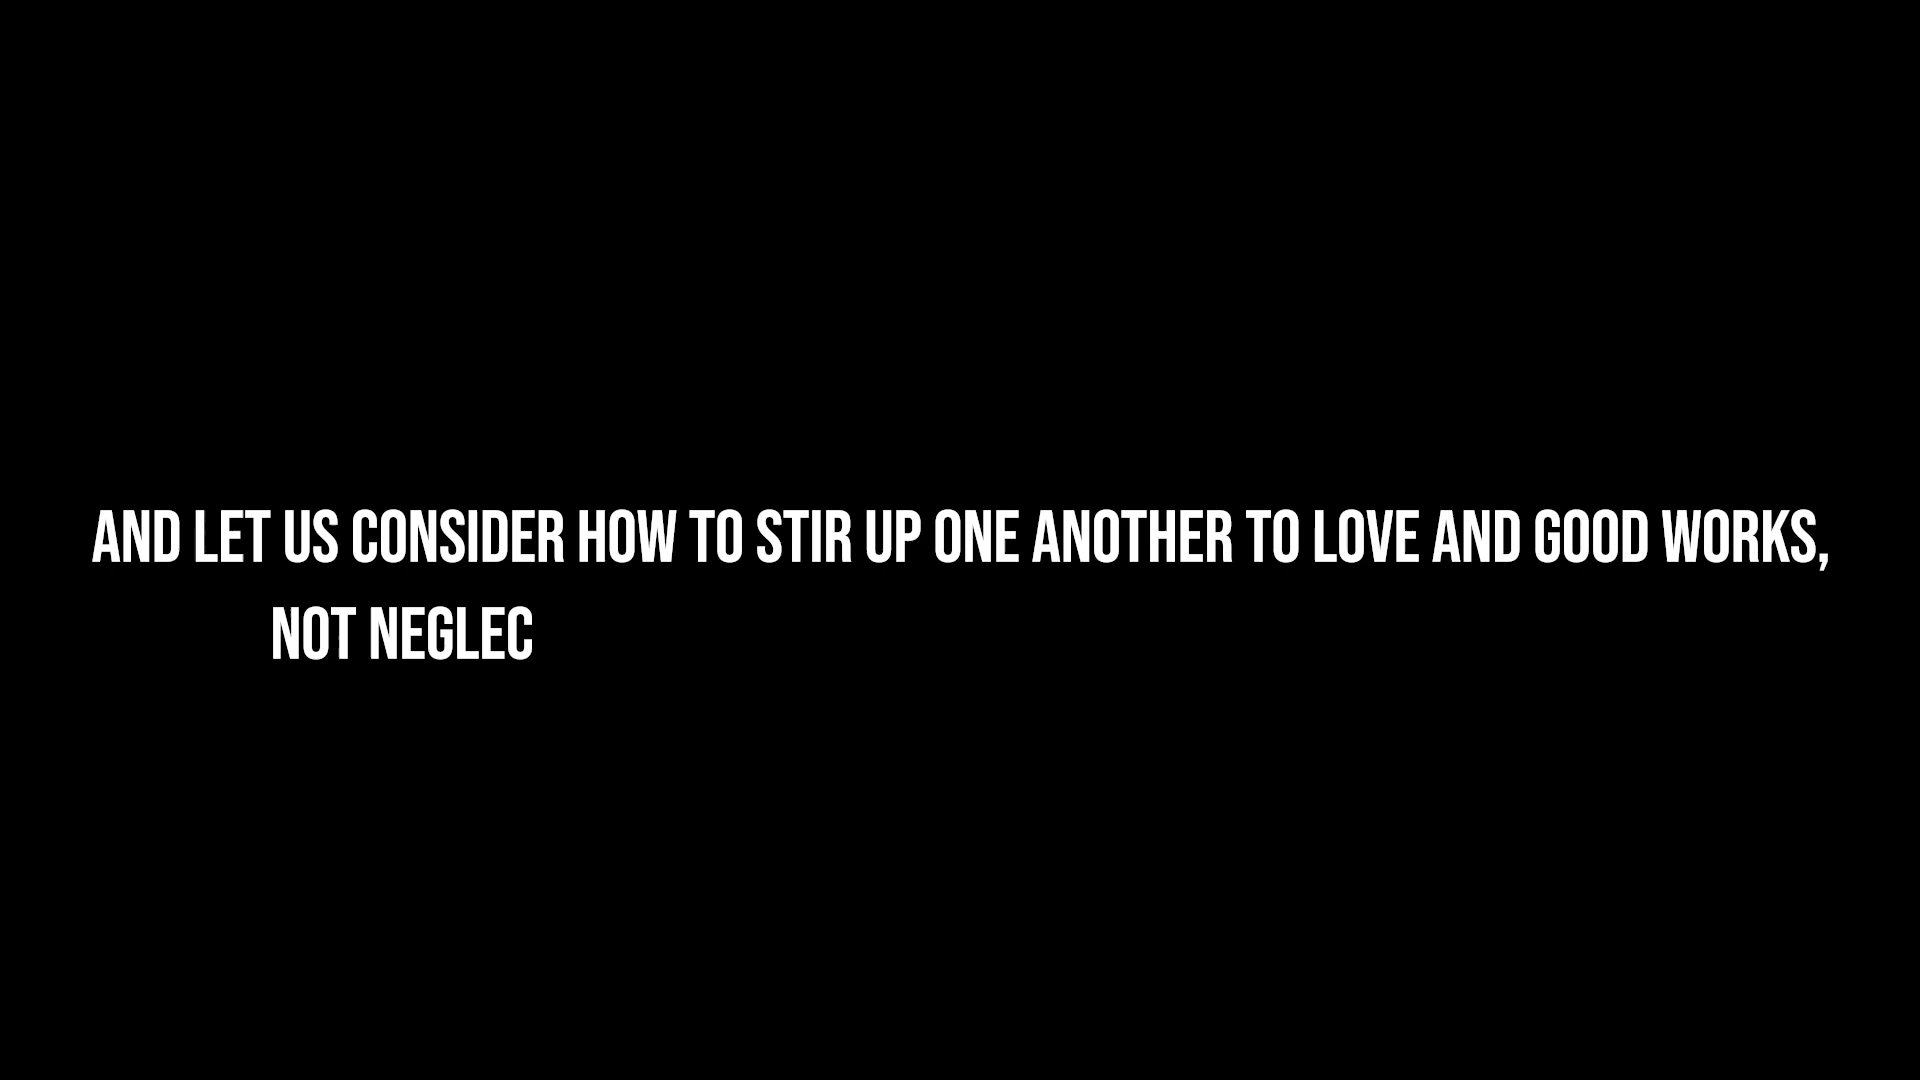 AND LET US CONSIDER HOW TO STIR UP ONE ANOTHER TO LOVE AND GOOD WORKS,
NOT NEGLEC